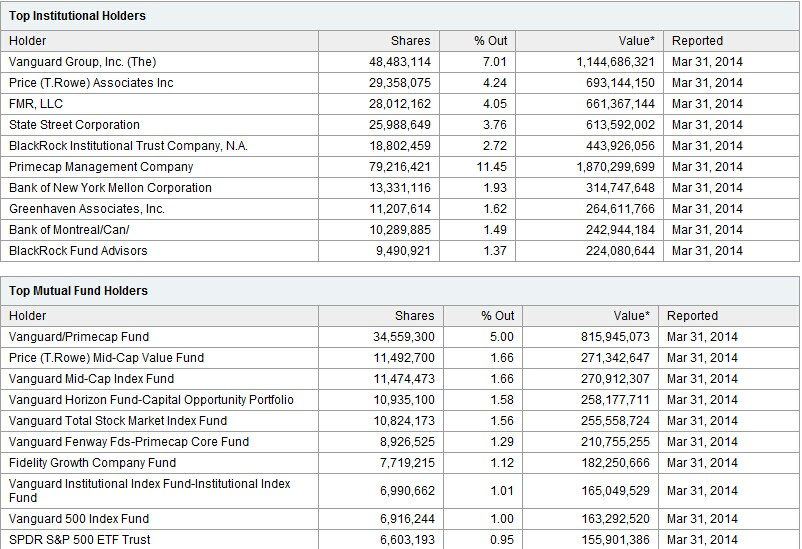 Top Institutional Holders
Holder Shares % Out Value* Reported
Vanguard Group, Inc. (The) 48,483,114 7.01 1,144,686,321 Mar 31, 2014
Price (T.Rowe) Associates Inc 29,358,075 4.24 693,144,150 Mar 31, 2014
FMR, LLC 28,012,162 4.05 661,367,144 Mar 31, 2014
State Street Corporation 25,988,649 3.76 613,592,002 Mar 31, 2014
BlackRock Institutional Trust Company, N.A. 18,802,459 2.72 443,926,056 Mar 31, 2014
Primecap Management Company 79,216,421 11.45 1,870,299,699 Mar 31, 2014
Bank of New York Mellon Corporation 13,331,116 1.93 314,747,648 Mar 31, 2014
Greenhaven Associates, Inc. 11,207,614 1.62 264,611,766 Mar 31, 2014
Bank of Montreal/Can/ 10,289,885 1.49 242,944,184 Mar 31, 2014
BlackRock Fund Advisors 9,490,921 1.37 224,080,644 Mar 31, 2014
Top Mutual Fund Holders
Holder Shares % Out Value* Reported
Vanguard/Primecap Fund 34,559,300 5.00 815,945,073 Mar 31, 2014
Price (T.Rowe) Mid-Cap Value Fund 11,492,700 1.66 271,342,647 Mar 31, 2014
Vanguard Mid-Cap Index Fund 11,474,473 1.66 270,912,307 Mar 31, 2014
Vanguard Horizon Fund-Capital Opportunity Portfolio 10,935,100 1.58 258,177,711 Mar 31, 2014
Vanguard Total Stock Market Index Fund 10,824,173 1.56 255,558,724 Mar 31, 2014
Vanguard Fenway Fds-Primecap Core Fund 8,926,525 1.29 210,755,255 Mar 31, 2014
Fidelity Growth Company Fund 7,719,215 1.12 182,250,666 Mar 31, 2014
Vanguard Institutional Index Fund-Institutional Index
Fund 6,990,662 1.01 165,049,529 Mar 31, 2014
Vanguard 500 Index Fund 6,916,244 1.00 163,292,520 Mar 31, 2014
SPDR S&P 500 ETF Trust 6,603,193 0.95 155,901,386 Mar 31, 2014